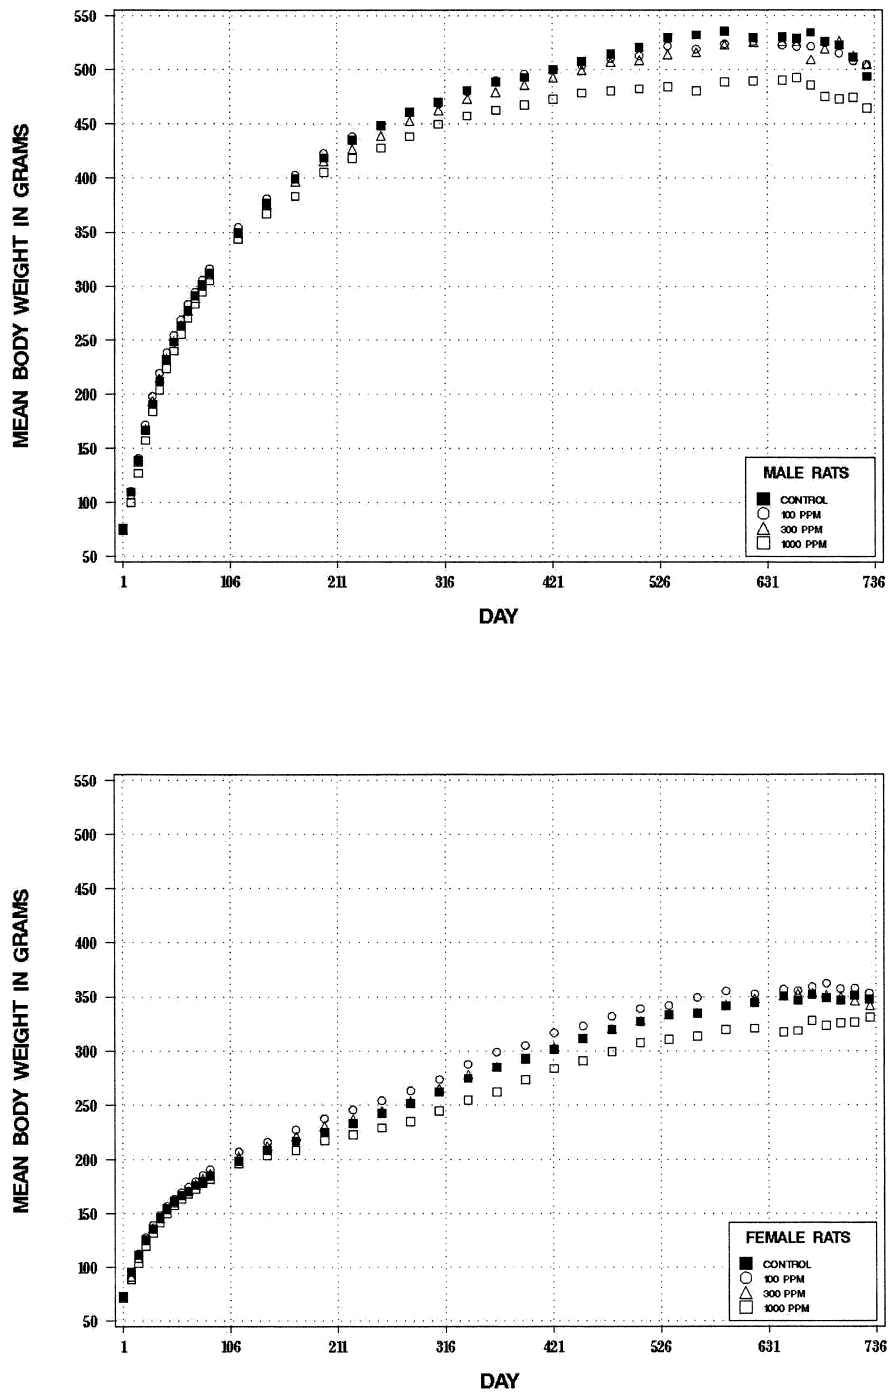 550
500
450
400
350
300
250
200
150
100
50
MEAN BODY WEIGHT IN GRAMS
MALE RATS
CONTROL
100 PPM
300 PPM
1000 PPM
1 106 211 316 421 526 631 736
DAY
550
500
450
400
350
300
250
200
150
100
50
MEAN BODY WEIGHT IN GRAMS
FEMALE RATS
CONTROL
100 PPM
300 PPM
1000 PPM
1 106 211 316 421 526 631 736
DAY